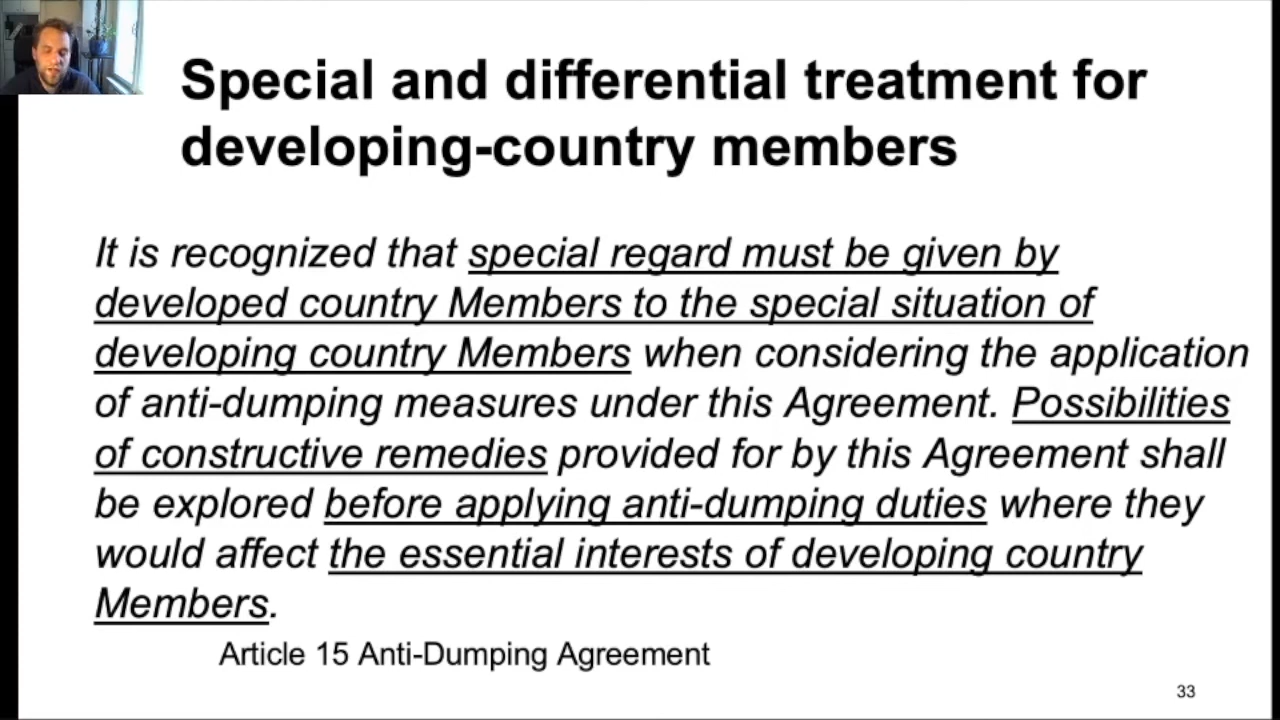 Special and differential treatment for
developing-country members
It is recognized that special regard must be given by
developed country Members to the special situation of
developing country Members when considering the application
of anti-dumping measures under this Agreement. Possibilities
of constructive remedies provided for by this Agreement shall
be explored before applying anti-dumping duties where they
would affect the essential interests of developing country
Members.
Article 15 Anti-Dumping Agreement
33